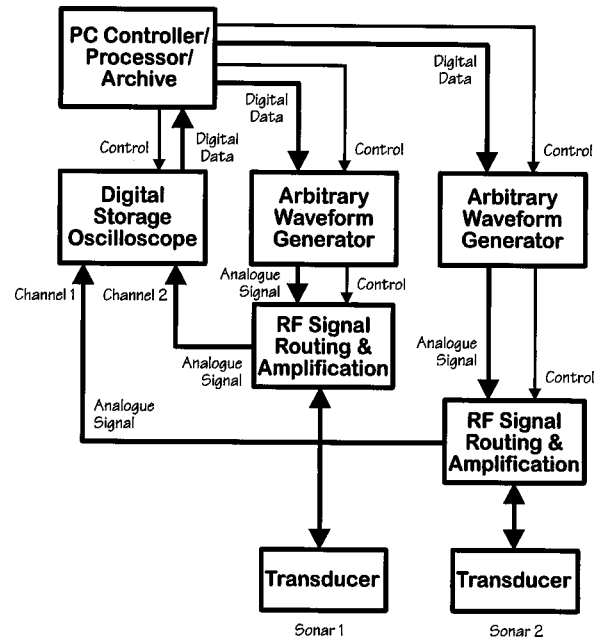 PC Controller/
Processor/
Archive
Digital
Data
Digital
Data
Control
Digital
Data
Control
Control
Digital
Storage
Oscilloscope
Arbitrary
Waveform
Generator
Arbitrary
Waveform
Generator
Channel 1
Channel 2
Analogue
Signal
Control
RF Signal
Routing &
Amplification
Analogue
Signal
Analogue
Signal
Control
Analogue
Signal
RF Signal
Routing &
Amplification
Transducer
Transducer
Sonar 1
Sonar 2